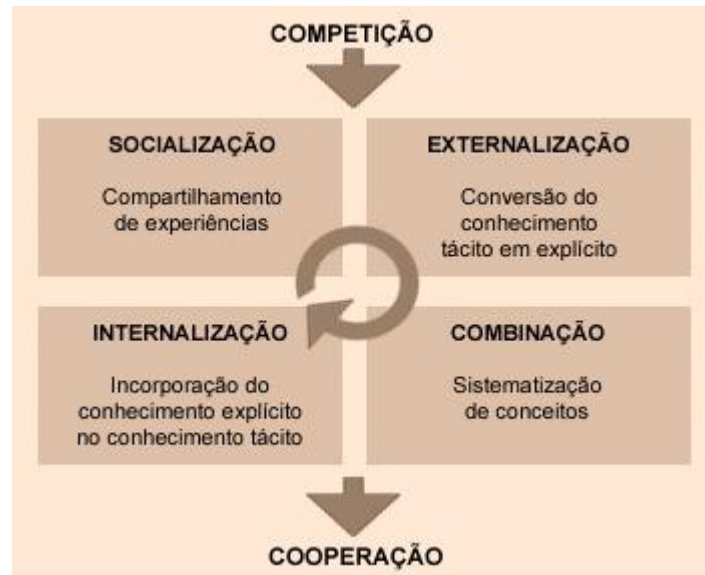 COMPETIÇÃO
SOCIALIZAÇÃO
Compartilhamento
de experiências
EXTERNALIZAÇÃO
Conversão do
conhecimento
tácito em explícito
INTERNALIZAÇÃO
Incorporação do
conhecimento explícito
no conhecimento tácito
COMBINAÇÃO
Sistematização
de conceitos
COOPERAÇÃO